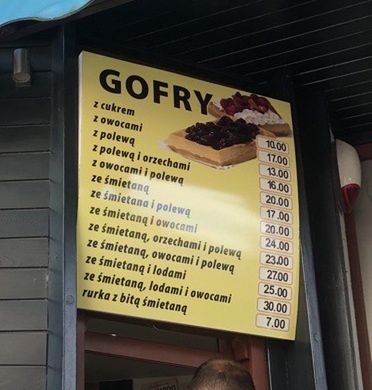 GOFRY
z cukrem 10.00
z owocami 17.00
z polewą 13.00
z polewą i orzechami 16.00
z owocami i polewą 20.00
ze śmietaną 17.00
ze śmietana i polewą 20.00
ze śmietaną i owocami 24.00
ze śmietaną, orzechami i polewą 23.00
ze śmietaną, owocami i polewą 27.00
ze śmietaną i lodami 25.00
ze śmietaną, lodami i owocami 30.00
rurka z bitą śmietaną 7.00